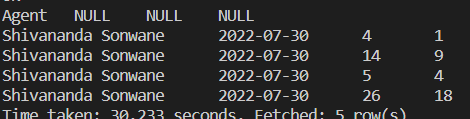 Agent NULL NULL NULL
Shivananda Sonwane 2022-07-30 4 1
Shivananda Sonwane 2022-07-30 14 9
Shivananda Sonwane 2022-07-30 5 4
Shivananda Sonwane 2022-07-30 26 18
Time taken: 30.233 seconds, Fetched: 5 row(s)